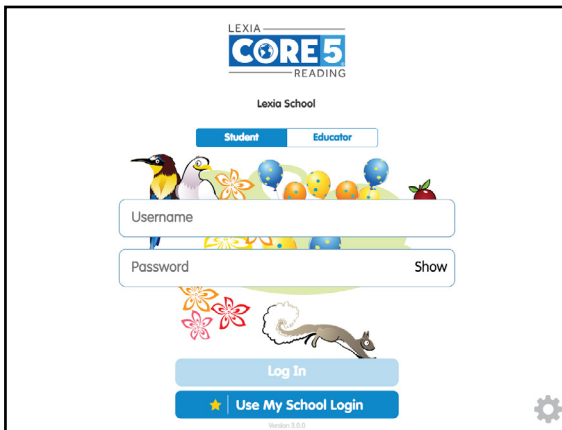 LEXIA
CORE5
READING
Lexia School
Student Educator
Username
Password Show
Log In
Use My School Login
Version 3.0.0